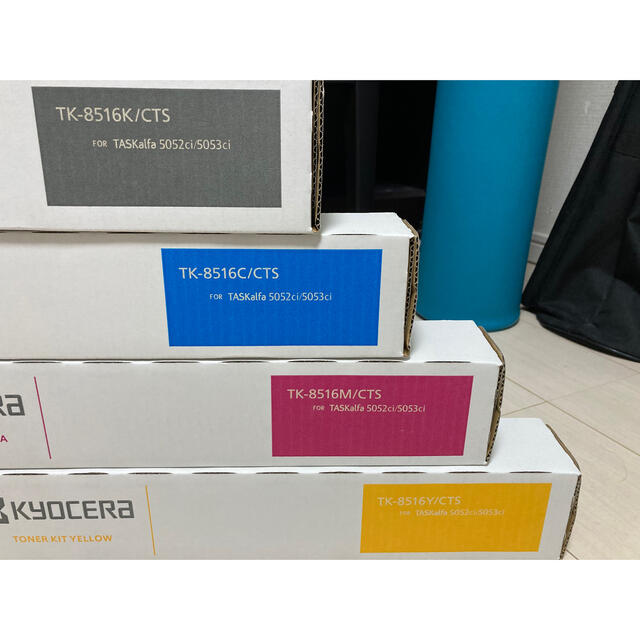 TK-8516K/CTS
FOR TASKalfa 5052ci/5053ci
TK-8516C/CTS
FOR TASKalfa 5052ci/5053ci
TK-8516M/CTS
FOR TASKalfa 5052ci/5053ci
KYOCERA
TONER KIT YELLOW
TK-8516Y/CTS
FOR TASKalfa 5052ci/5053ci